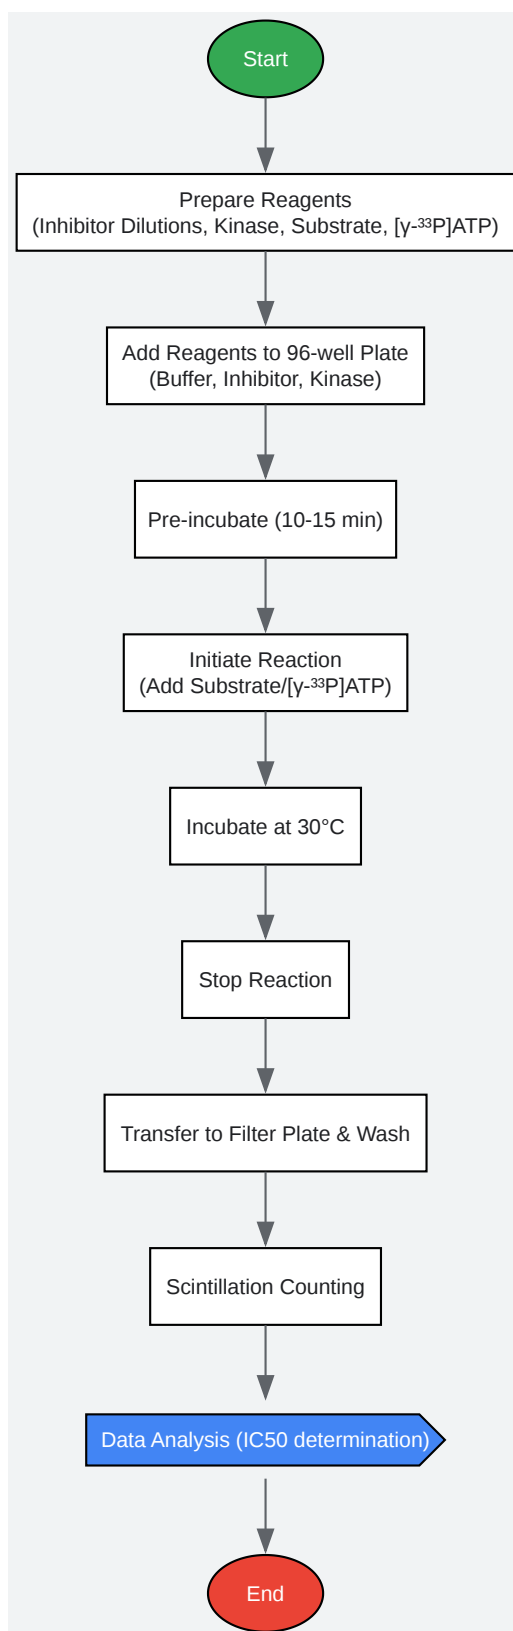 Start
Prepare Reagents
(Inhibitor Dilutions, Kinase, Substrate, [γ-³³P]ATP)
Add Reagents to 96-well Plate
(Buffer, Inhibitor, Kinase)
Pre-incubate (10-15 min)
Initiate Reaction
(Add Substrate/[γ-³³P]ATP)
Incubate at 30°C
Stop Reaction
Transfer to Filter Plate & Wash
Scintillation Counting
Data Analysis (IC50 determination)
End